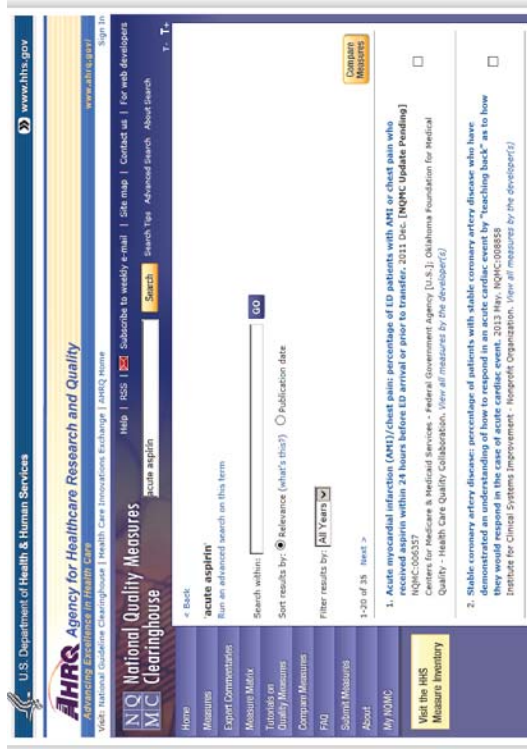 U.S. Department of Health & Human Services
www.hhs.gov
AHRQ Agency for Healthcare Research and Quality
Advancing Excellence in Health Care
www.ahrq.gov
Visit: National Guideline Clearinghouse | Health Care Innovations Exchange | AHRQ Home
Sign In
NQMC National Quality Measures Clearinghouse
Help | RSS | Subscribe to weekly e-mail | Site map | Contact us | For web developers
acute aspirin
Search
Search Tips Advanced Search About Search
T- T+
Home
Measures
Expert Commentaries
Measure Matrix
Tutorials on
Quality Measures
Compare Measures
FAQ
Submit Measures
About
My NQMC
Visit the HHS
Measure Inventory
< Back
'acute aspirin'
Run an advanced search on this term
Search within:
GO
Sort results by: Relevance (what's this?) Publication date
Filter results by: All Years
1-20 of 35 Next >
Compare
Measures
1. Acute myocardial infarction (AMI)/chest pain: percentage of ED patients with AMI or chest pain who
received aspirin within 24 hours before ED arrival or prior to transfer. 2011 Dec. [NQMC Update Pending]
NQMC:006357
Centers for Medicare & Medicaid Services - Federal Government Agency [U.S.]; Oklahoma Foundation for Medical
Quality - Health Care Quality Collaboration. View all measures by the developer(s)
2. Stable coronary artery disease: percentage of patients with stable coronary artery disease who have
demonstrated an understanding of how to respond in an acute cardiac event by "teaching back" as to how
they would respond in the case of acute cardiac event. 2013 May. NQMC:008858
Institute for Clinical Systems Improvement - Nonprofit Organization. View all measures by the developer(s)